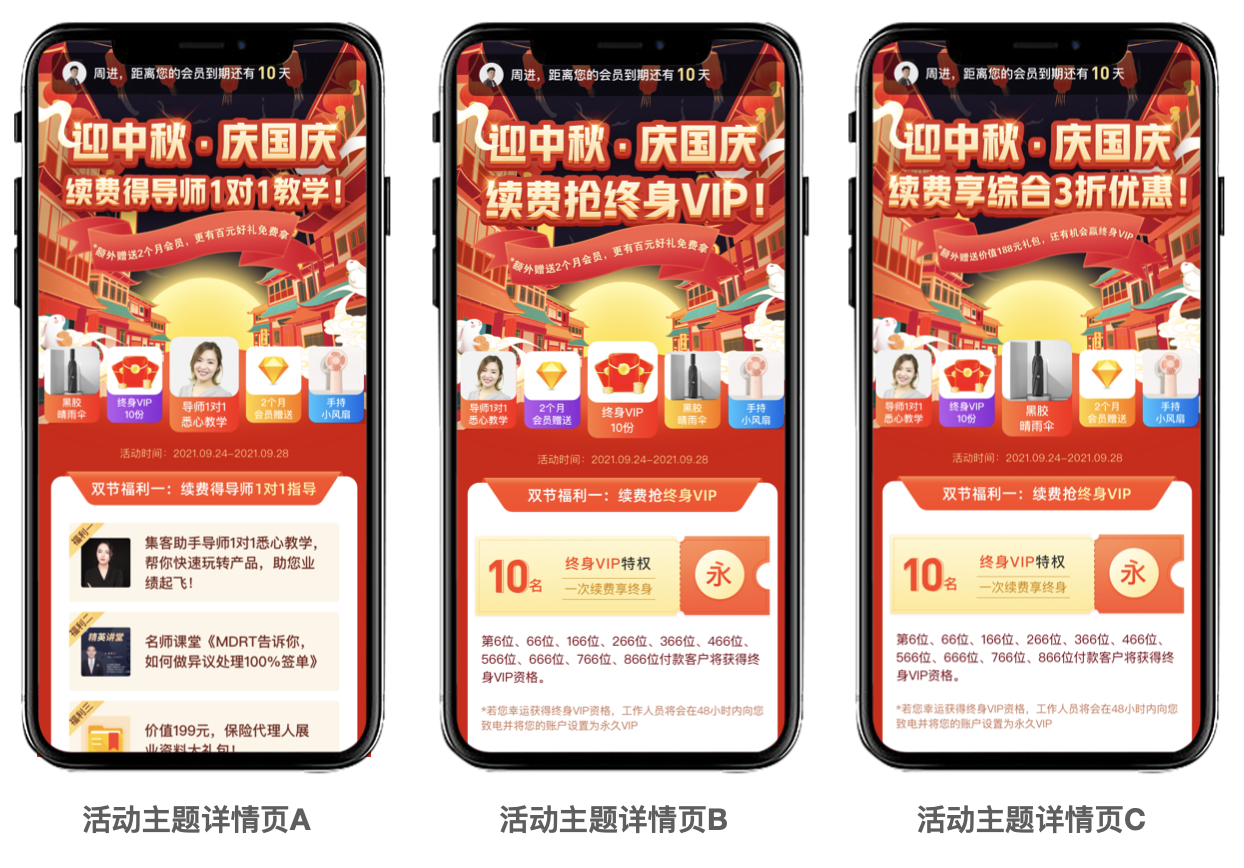 周进，距离您的会员到期还有10天
迎中秋·庆国庆
续费得导师1对1教学！
*额外赠送2个月会员，更有百元好礼免费拿
黑胶
晴雨伞
终身VIP
10份
导师1对1
悉心教学
2个月
会员赠送
手持
小风扇
活动时间：2021.09.24-2021.09.28
双节福利一：续费得导师1对1指导
福利一
集客助手导师1对1悉心教学，
帮你快速玩转产品，助您业
绩起飞！
福利二
精英讲堂
名师课堂《MDRT告诉你，
如何做异议处理100%签单》
福利三
价值199元，保险代理人展
业资料大礼包！
活动主题详情页A
周进，距离您的会员到期还有10天
迎中秋·庆国庆
续费抢终身VIP！
*额外赠送2个月会员，更有百元好礼免费拿
导师1对1
悉心教学
2个月
会员赠送
终身VIP
10份
黑胶
晴雨伞
手持
小风扇
活动时间：2021.09.24-2021.09.28
双节福利一：续费抢终身VIP
10名
终身VIP特权
一次续费享终身
永
第6位、66位、166位、266位、366位、466位、
566位、666位、766位、866位付款客户将获得终
身VIP资格。
*若您幸运获得终身VIP资格，工作人员将会在48小时内向您
致电并将您的账户设置为永久VIP
活动主题详情页B
周进，距离您的会员到期还有10天
迎中秋·庆国庆
续费享综合3折优惠！
*额外赠送价值188元礼包，还有机会赢终身VIP
导师1对1
悉心教学
终身VIP
10份
黑胶
晴雨伞
2个月
会员赠送
手持
小风扇
活动时间：2021.09.24-2021.09.28
双节福利一：续费抢终身VIP
10名
终身VIP特权
一次续费享终身
永
第6位、66位、166位、266位、366位、466位、
566位、666位、766位、866位付款客户将获得终
身VIP资格。
*若您幸运获得终身VIP资格，工作人员将会在48小时内向您
致电并将您的账户设置为永久VIP
活动主题详情页C